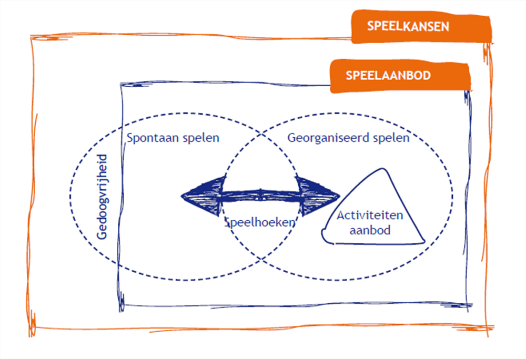 SPEELKANSEN
SPEELAANBOD
Spontaan spelen
Georganiseerd spelen
Gedoogvrijheid
Speelhoeken
Activiteiten
aanbod